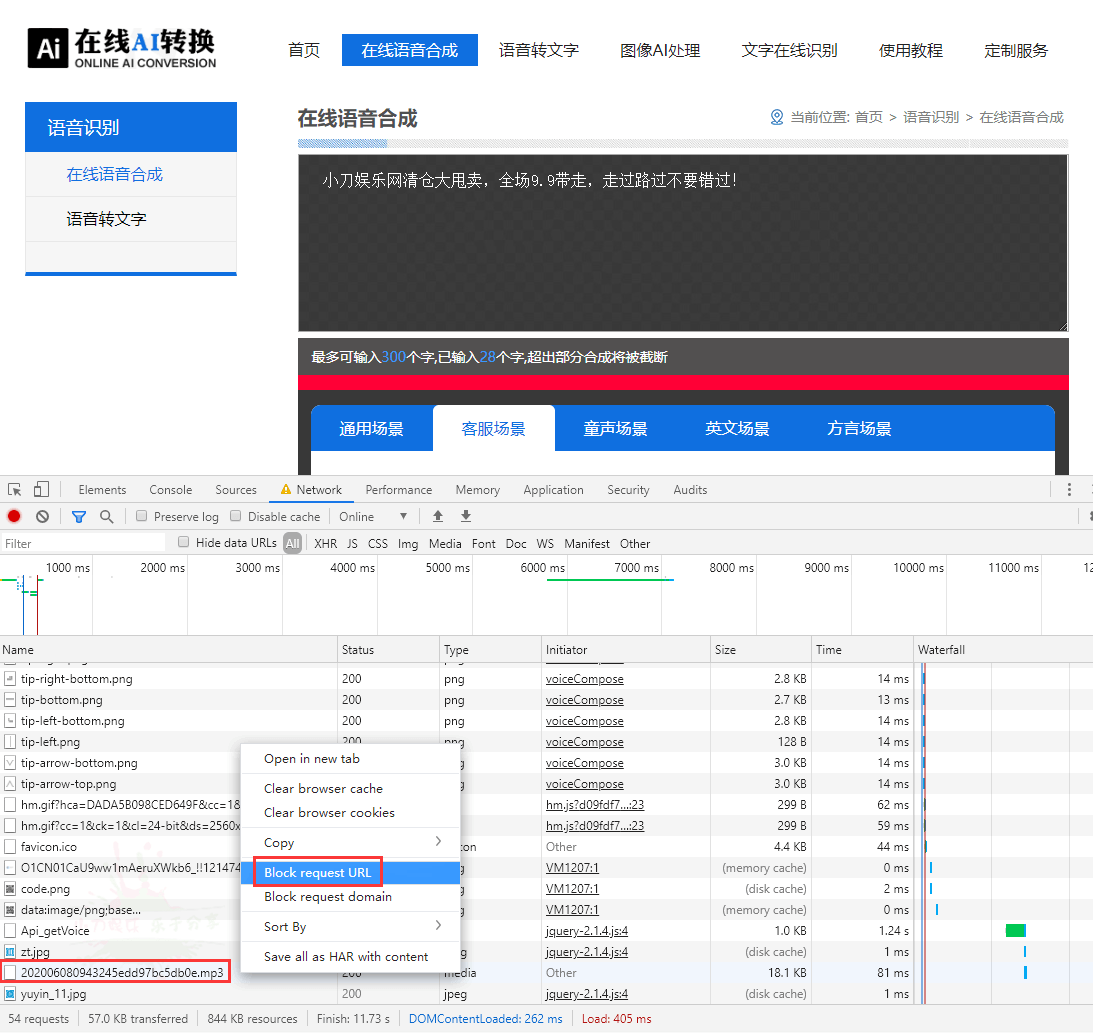 Ai 在线AI转换
ONLINE AI CONVERSION
首页 在线语音合成 语音转文字 图像AI处理 文字在线识别 使用教程 定制服务
语音识别
在线语音合成
语音转文字
在线语音合成
当前位置: 首页 > 语音识别 > 在线语音合成
小刀娱乐网清仓大甩卖，全场9.9带走，走过路过不要错过！
最多可输入300个字,已输入28个字,超出部分合成将被截断
通用场景 客服场景 童声场景 英文场景 方言场景
Elements Console Sources Network Performance Memory Application Security Audits
Preserve log Disable cache Online
Filter Hide data URLs All XHR JS CSS Img Media Font Doc WS Manifest Other
1000 ms 2000 ms 3000 ms 4000 ms 5000 ms 6000 ms 7000 ms 8000 ms 9000 ms 10000 ms 11000 ms 12
Name Status Type Initiator Size Time Waterfall
tip-right-bottom.png 200 png voiceCompose 2.8 KB 14 ms
tip-bottom.png 200 png voiceCompose 2.7 KB 13 ms
tip-left-bottom.png 200 png voiceCompose 2.8 KB 14 ms
tip-left.png 200 png voiceCompose 128 B 14 ms
tip-arrow-bottom.png voiceCompose 3.0 KB 14 ms
tip-arrow-top.png voiceCompose 3.0 KB 14 ms
hm.gif?hca=DADA5B098CED649F&cc=1& hm.js?d09fdf7...:23 299 B 62 ms
hm.gif?cc=1&ck=1&cl=24-bit&ds=2560x hm.js?d09fdf7...:23 299 B 59 ms
favicon.ico con Other 4.4 KB 44 ms
O1CN01CaU9ww1mAeruXWkb6_!!121474 g VM1207:1 (memory cache) 0 ms
code.png VM1207:1 (disk cache) 2 ms
data:image/png;base... g VM1207:1 (memory cache) 0 ms
Api_getVoice jquery-2.1.4.js:4 1.0 KB 1.24 s
zt.jpg g jquery-2.1.4.js:4 (disk cache) 1 ms
202006080943245edd97bc5db0e.mp3 200 media Other 18.1 KB 81 ms
yuyin_11.jpg 200 jpeg jquery-2.1.4.js:4 (disk cache) 1 ms
Open in new tab
Clear browser cache
Clear browser cookies
Copy
Block request URL
Block request domain
Sort By
Save all as HAR with content
54 requests 57.0 KB transferred 844 KB resources Finish: 11.73 s DOMContentLoaded: 262 ms Load: 405 ms